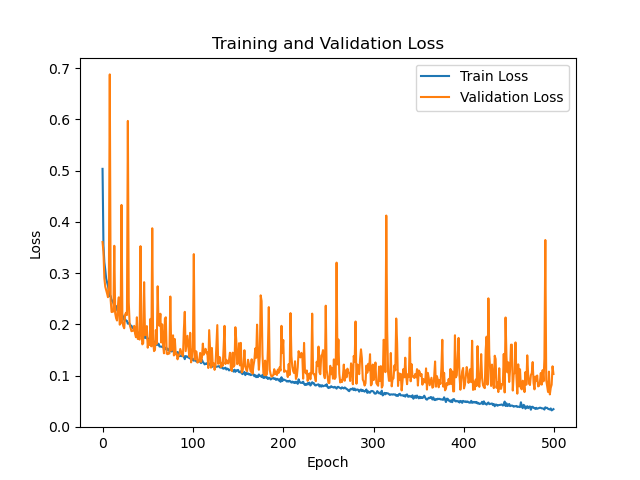 Training and Validation Loss
Train Loss
Validation Loss
0.7
0.6
0.5
0.4
0.3
0.2
0.1
0.0
Loss
0 100 200 300 400 500
Epoch